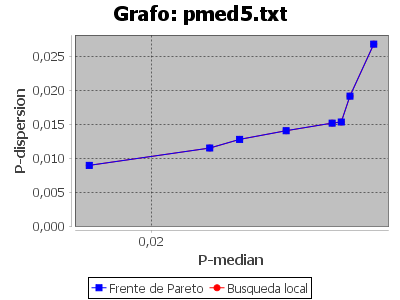 Grafo: pmed5.txt
P-dispersion
0,025
0,020
0,015
0,010
0,005
0,000
0,02
P-median
Frente de Pareto
Busqueda local